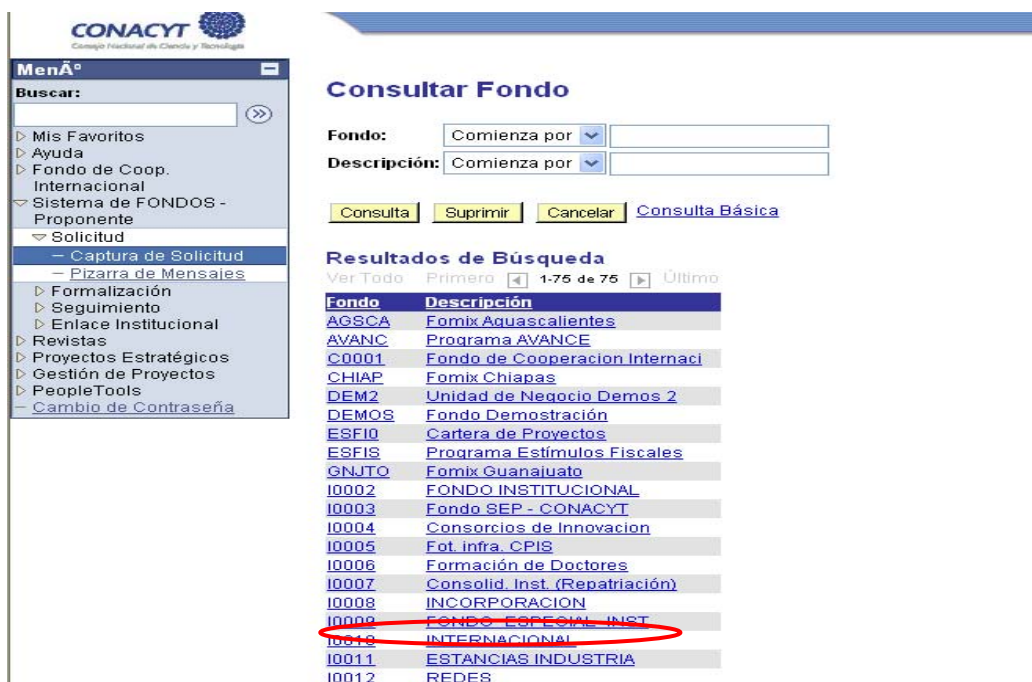 CONACYT
Consejo Nacional de Ciencia y Tecnología
MenÃº
Buscar:
Mis Favoritos
Ayuda
Fondo de Coop.
Internacional
Sistema de FONDOS -
Proponente
Solicitud
Captura de Solicitud
Pizarra de Mensajes
Formalización
Seguimiento
Enlace Institucional
Revistas
Proyectos Estratégicos
Gestión de Proyectos
PeopleTools
Cambio de Contraseña
Consultar Fondo
Fondo: Comienza por
Descripción: Comienza por
Consulta Suprimir Cancelar Consulta Básica
Resultados de Búsqueda
Ver Todo Primero 1-75 de 75 Último
Fondo Descripción
AGSCA Fomix Aguascalientes
AVANC Programa AVANCE
C0001 Fondo de Cooperacion Internaci
CHIAP Fomix Chiapas
DEM2 Unidad de Negocio Demos 2
DEMOS Fondo Demostración
ESFI0 Cartera de Proyectos
ESFIS Programa Estímulos Fiscales
GNJTO Fomix Guanajuato
I0002 FONDO INSTITUCIONAL
I0003 Fondo SEP - CONACYT
I0004 Consorcios de Innovacion
I0005 Fot. infra. CPIS
I0006 Formación de Doctores
I0007 Consolid. Inst. (Repatriación)
I0008 INCORPORACION
I0009 FONDO ESPECIAL INST
I0010 INTERNACIONAL
I0011 ESTANCIAS INDUSTRIA
I0012 REDES